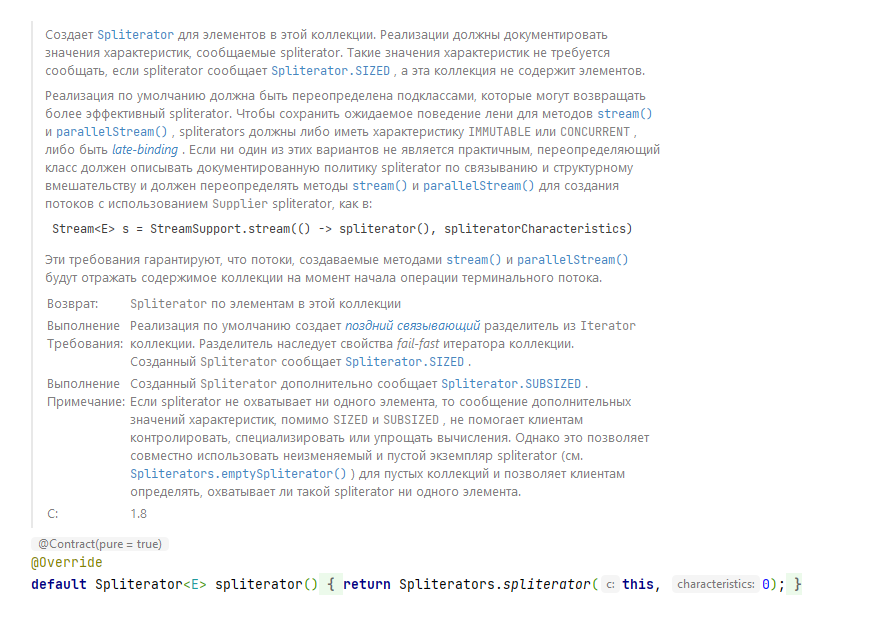 Создает Spliterator для элементов в этой коллекции. Реализации должны документировать
значения характеристик, сообщаемые spliterator. Такие значения характеристик не требуется
сообщать, если spliterator сообщает Spliterator.SIZED , а эта коллекция не содержит элементов.
Реализация по умолчанию должна быть переопределена подклассами, которые могут возвращать
более эффективный spliterator. Чтобы сохранить ожидаемое поведение лени для методов stream()
и parallelStream() , spliterators должны либо иметь характеристику IMMUTABLE или CONCURRENT ,
либо быть late-binding . Если ни один из этих вариантов не является практичным, переопределяющий
класс должен описывать документированную политику spliterator по связыванию и структурному
вмешательству и должен переопределять методы stream() и parallelStream() для создания
потоков с использованием Supplier spliterator, как в:
Stream<E> s = StreamSupport.stream(() -> spliterator(), spliteratorCharacteristics)
Эти требования гарантируют, что потоки, создаваемые методами stream() и parallelStream()
будут отражать содержимое коллекции на момент начала операции терминального потока.
Возврат: Spliterator по элементам в этой коллекции
Выполнение Реализация по умолчанию создает поздний связывающий разделитель из Iterator
Требования: коллекции. Разделитель наследует свойства fail-fast итератора коллекции.
Созданный Spliterator сообщает Spliterator.SIZED .
Выполнение Созданный Spliterator дополнительно сообщает Spliterator.SUBSIZED .
Примечание: Если spliterator не охватывает ни одного элемента, то сообщение дополнительных
значений характеристик, помимо SIZED и SUBSIZED , не помогает клиентам
контролировать, специализировать или упрощать вычисления. Однако это позволяет
совместно использовать неизменяемый и пустой экземпляр spliterator (см.
Spliterators.emptySpliterator() ) для пустых коллекций и позволяет клиентам
определять, охватывает ли такой spliterator ни одного элемента.
С: 1.8
@Contract(pure = true)
@Override
default Spliterator<E> spliterator() { return Spliterators.spliterator( c: this, characteristics: 0); }